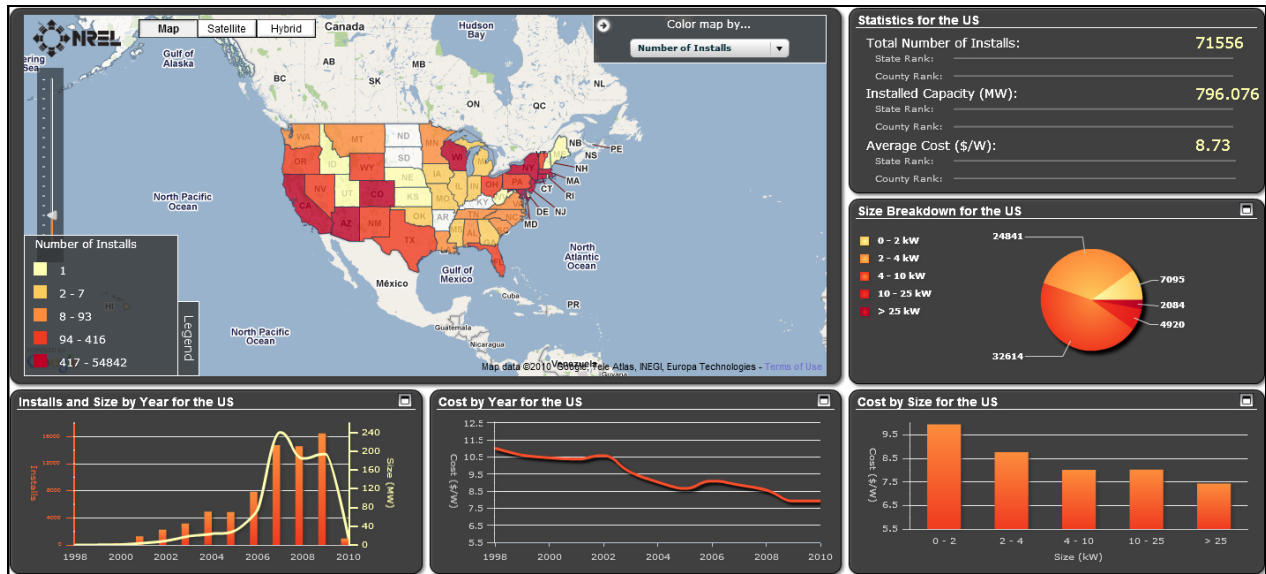 NREL
Map Satellite Hybrid
Color map by...
Number of Installs
Canada
Hudson
Bay
Gulf of
Alaska
BC
AB
SK
MB
ON
QC
NL
NB
PE
NS
WA
MT
ND
MN
OR
ID
SD
WI
MI
WY
NE
IA
NY
NV
UT
CO
KS
MO
IL
IN
OH
PA
CA
AZ
NM
OK
AR
TN
KY
NC
TX
MS
AL
GA
LA
FL
VT
ME
NH
MA
CT
RI
DE NJ
MD
North Pacific
Ocean
North
Atlantic
Ocean
Gulf of
Mexico
México
Cuba
PR
Guatemala
Nicaragua
Venezuela
Guyana
HI
North Pacific
Ocean
Number of Installs
1
2 - 7
8 - 93
94 - 416
417 - 54842
Legend
Map data ©2010 Google, Tele Atlas, INEGI, Europa Technologies - Terms of Use
Statistics for the US
Total Number of Installs: 71556
State Rank:
County Rank:
Installed Capacity (MW): 796.076
State Rank:
County Rank:
Average Cost ($/W): 8.73
State Rank:
County Rank:
Size Breakdown for the US
0 - 2 kW
2 - 4 kW
4 - 10 kW
10 - 25 kW
> 25 kW
24841
7095
2084
4920
32614
Installs and Size by Year for the US
16000
12000
8000
4000
0
Installs
240
200
160
120
80
40
0
Size (MW)
1998 2000 2002 2004 2006 2008 2010
Cost by Year for the US
12.5
11.5
10.5
9.5
8.5
7.5
6.5
5.5
Cost ($/W)
1998 2000 2002 2004 2006 2008 2010
Cost by Size for the US
9.5
8.5
7.5
6.5
5.5
Cost ($/W)
0 - 2 2 - 4 4 - 10 10 - 25 > 25
Size (kW)